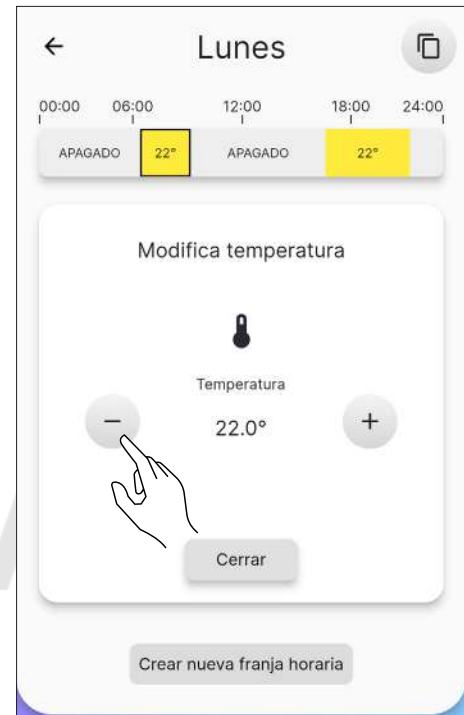 Lunes
00:00 06:00 12:00 18:00 24:00
APAGADO 22° APAGADO 22°
Modifica temperatura
Temperatura
− 22.0° +
Cerrar
Crear nueva franja horaria